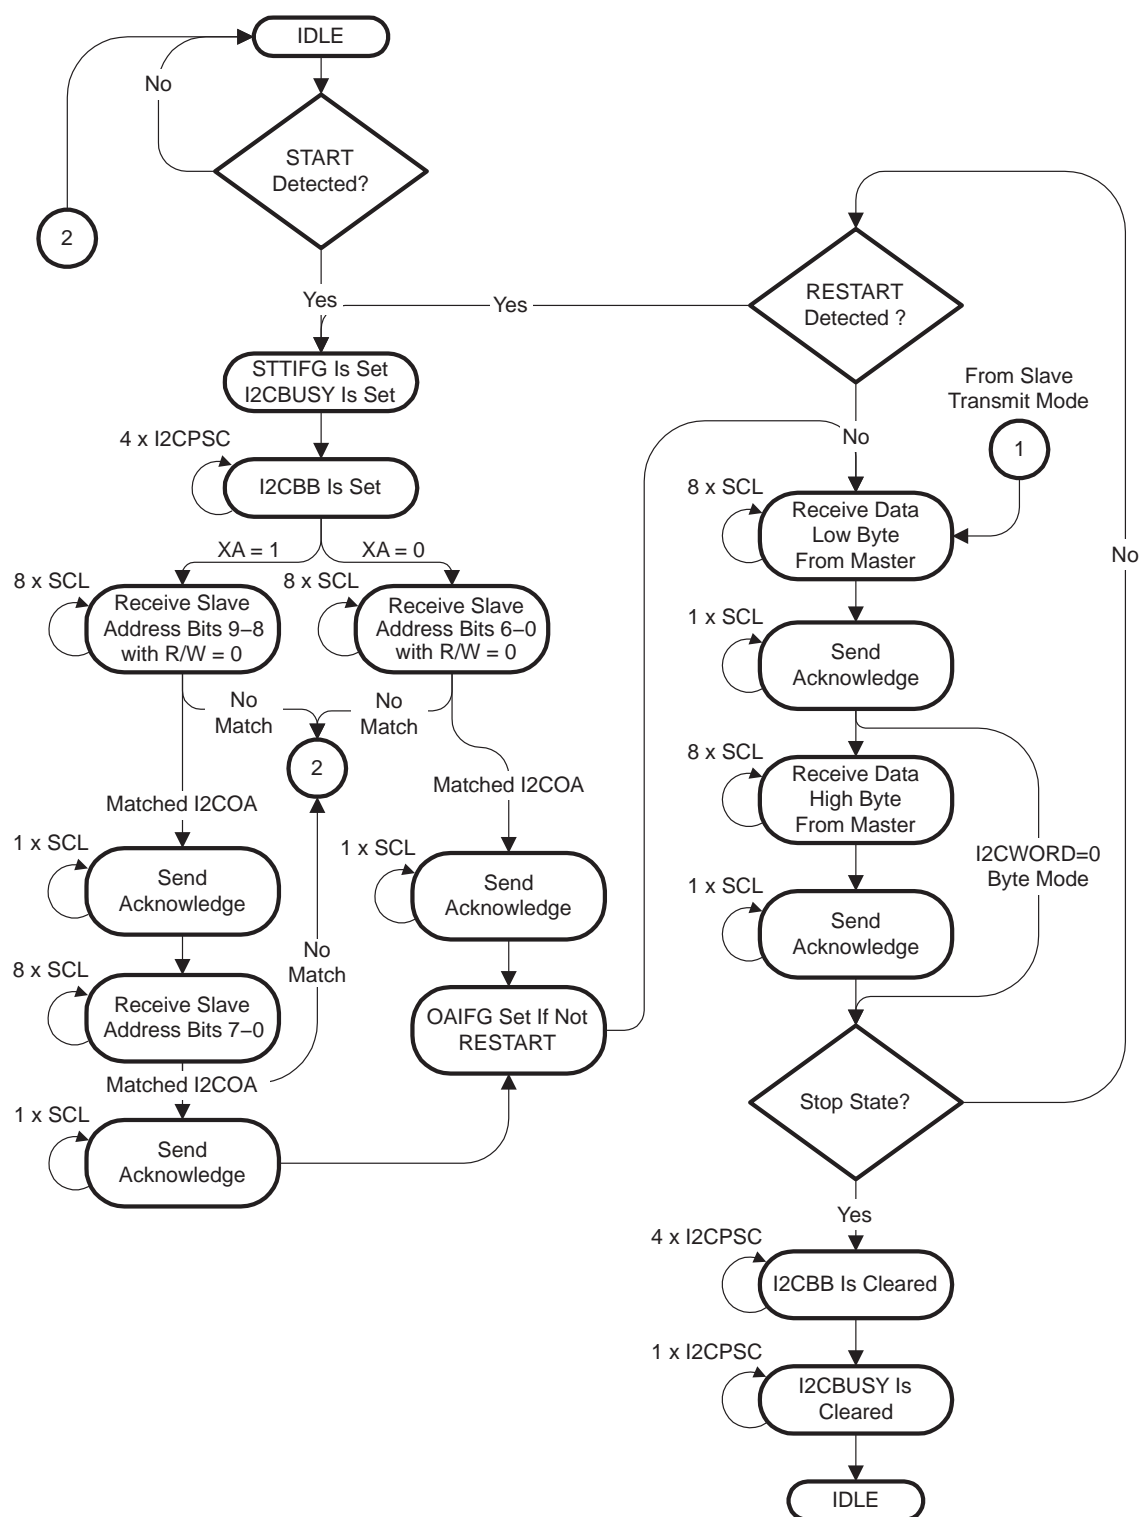 IDLE
No
START
Detected?
2
Yes
Yes
RESTART
Detected ?
STTIFG Is Set
I2CBUSY Is Set
From Slave
Transmit Mode
1
No
4 x I2CPSC
I2CBB Is Set
XA = 1
XA = 0
8 x SCL
Receive Slave
Address Bits 9–8
with R/W = 0
8 x SCL
Receive Slave
Address Bits 6–0
with R/W = 0
No
Match
No
Match
2
Matched I2COA
Matched I2COA
1 x SCL
Send
Acknowledge
1 x SCL
Send
Acknowledge
No
Match
8 x SCL
Receive Slave
Address Bits 7–0
OAIFG Set If Not
RESTART
Matched I2COA
1 x SCL
Send
Acknowledge
8 x SCL
Receive Data
Low Byte
From Master
No
1 x SCL
Send
Acknowledge
8 x SCL
Receive Data
High Byte
From Master
I2CWORD=0
Byte Mode
1 x SCL
Send
Acknowledge
Stop State?
Yes
4 x I2CPSC
I2CBB Is Cleared
1 x I2CPSC
I2CBUSY Is
Cleared
IDLE